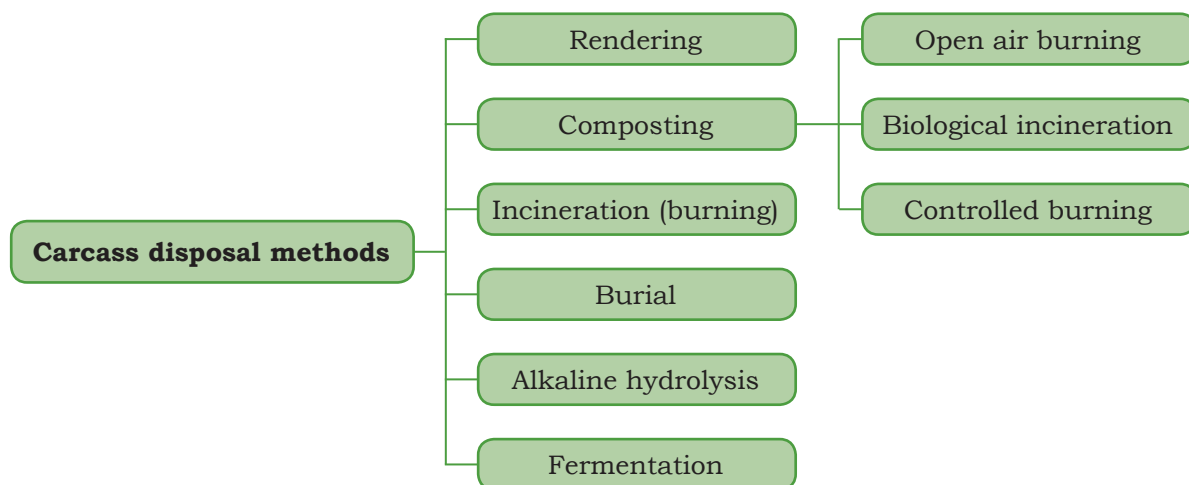 Carcass disposal methods
Rendering
Composting
Incineration (burning)
Burial
Alkaline hydrolysis
Fermentation
Open air burning
Biological incineration
Controlled burning